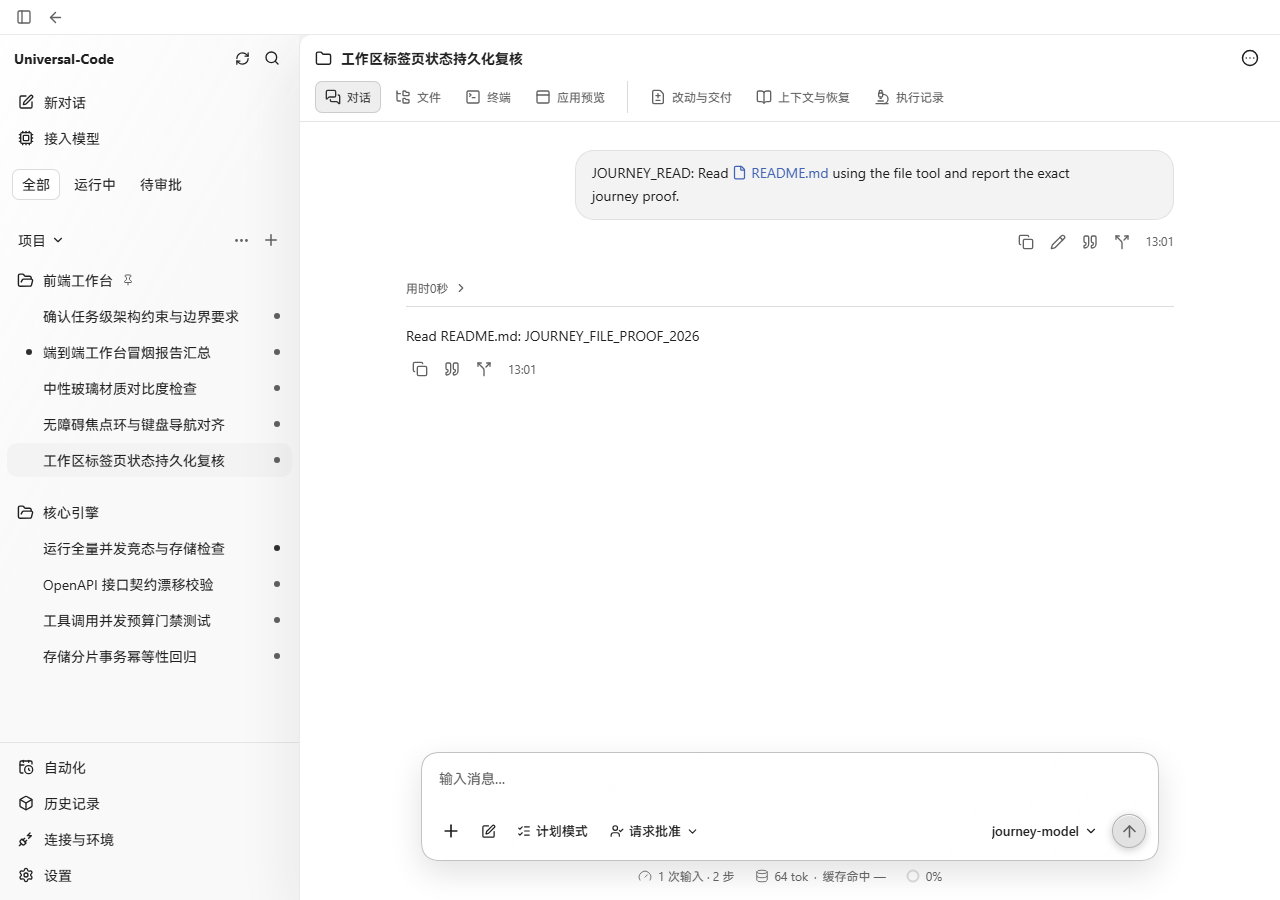 Universal-Code
新对话
接入模型
全部 运行中 待审批
项目
前端工作台
确认任务级架构约束与边界要求
端到端工作台冒烟报告汇总
中性玻璃材质对比度检查
无障碍焦点环与键盘导航对齐
工作区标签页状态持久化复核
核心引擎
运行全量并发竞态与存储检查
OpenAPI 接口契约漂移校验
工具调用并发预算门禁测试
存储分片事务幂等性回归
自动化
历史记录
连接与环境
设置
工作区标签页状态持久化复核
对话 文件 终端 应用预览 改动与交付 上下文与恢复 执行记录
JOURNEY_READ: Read README.md using the file tool and report the exact
journey proof.
13:01
用时0秒
Read README.md: JOURNEY_FILE_PROOF_2026
13:01
输入消息...
计划模式 请求批准 journey-model
1 次输入 · 2 步 64 tok · 缓存命中 — 0%